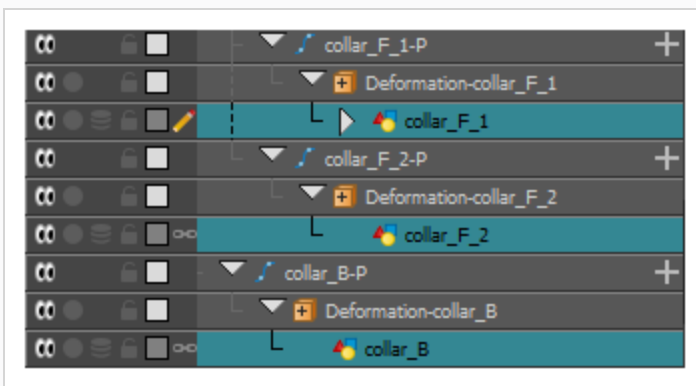 collar_F_1-P
Deformation-collar_F_1
collar_F_1
collar_F_2-P
Deformation-collar_F_2
collar_F_2
collar_B-P
Deformation-collar_B
collar_B